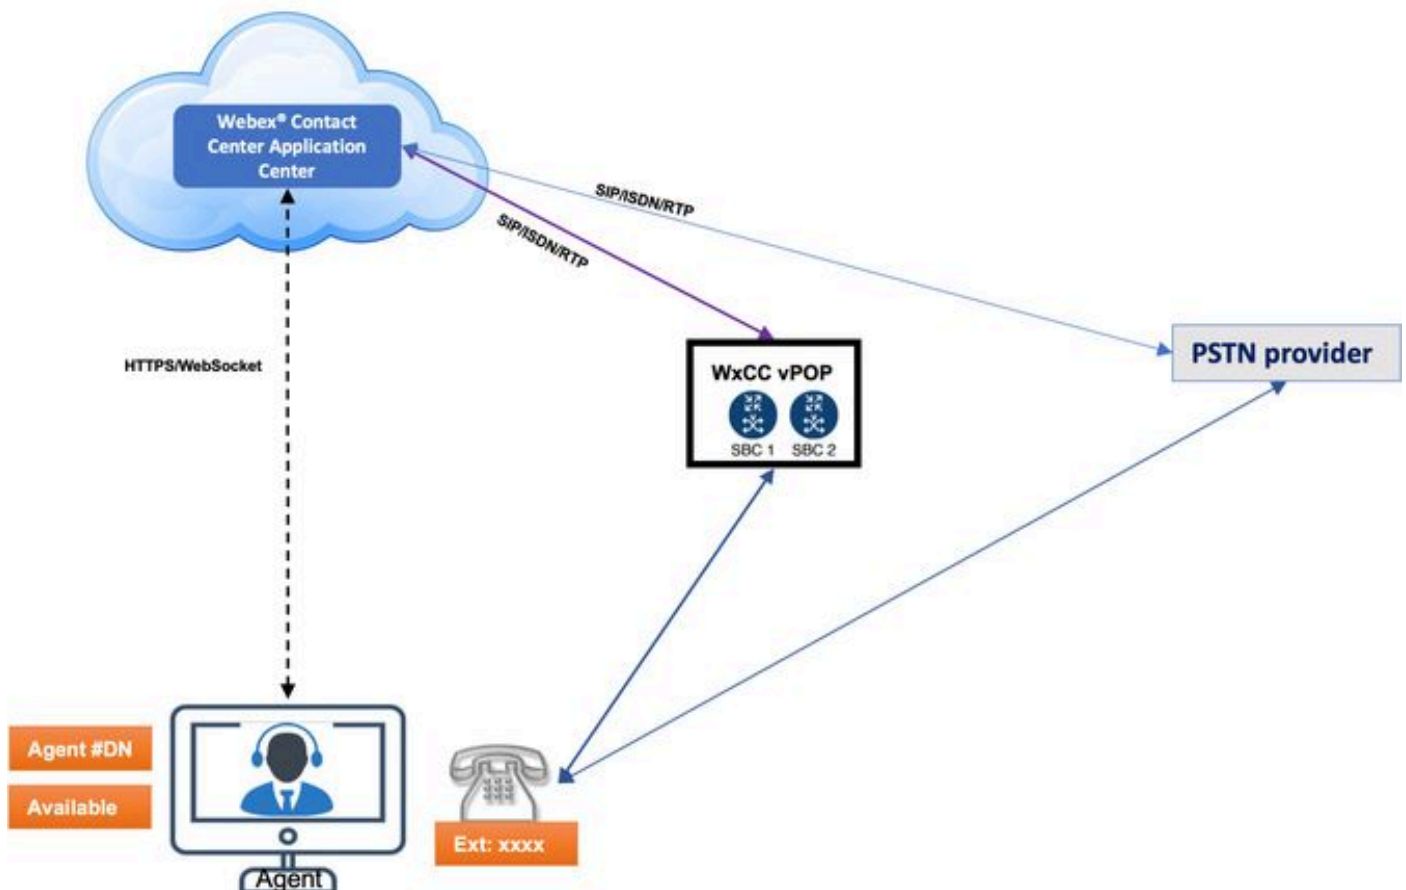 Webex® Contact
Center Application
Center
SIP/ISDN/RTP
SIP/ISDN/RTP
HTTPS/WebSocket
PSTN provider
WxCC vPOP
SBC 1 SBC 2
Agent #DN
Available
Ext: xxxx
Agent